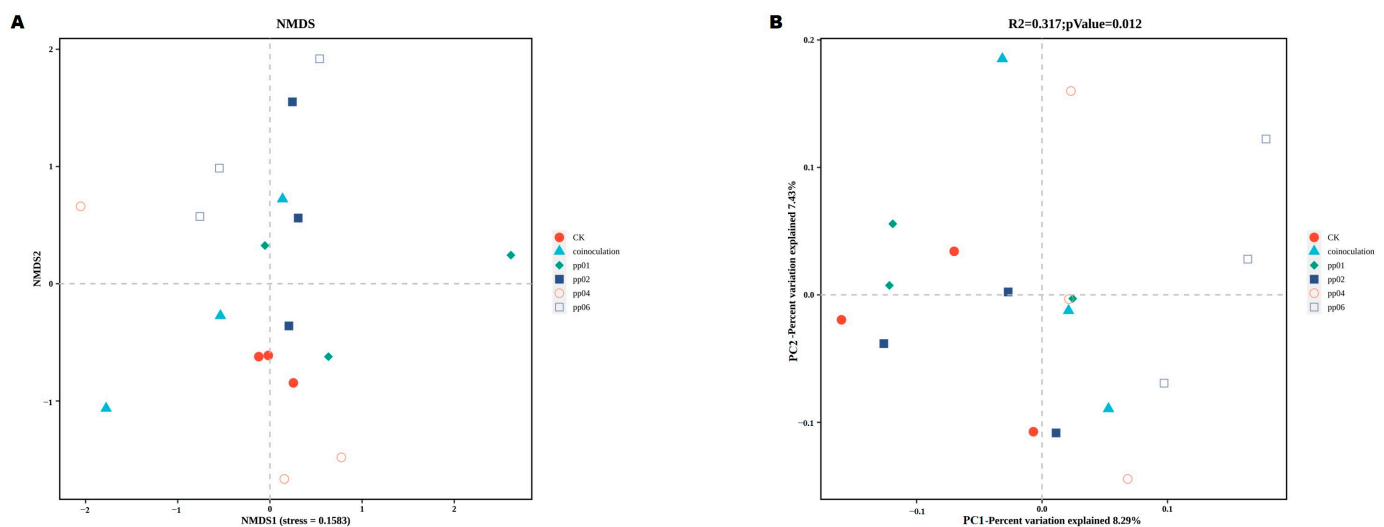 A
NMDS
2
1
0
−1
NMDS2
−2
−1
0
1
2
NMDS1 (stress = 0.1583)
CK
coinoculation
pp01
pp02
pp04
pp06
B
R2=0.317;pValue=0.012
0.2
0.1
0.0
−0.1
PC2 -Percent variation explained 7.43%
−0.1
0.0
0.1
PC1-Percent variation explained 8.29%
CK
coinoculation
pp01
pp02
pp04
pp06